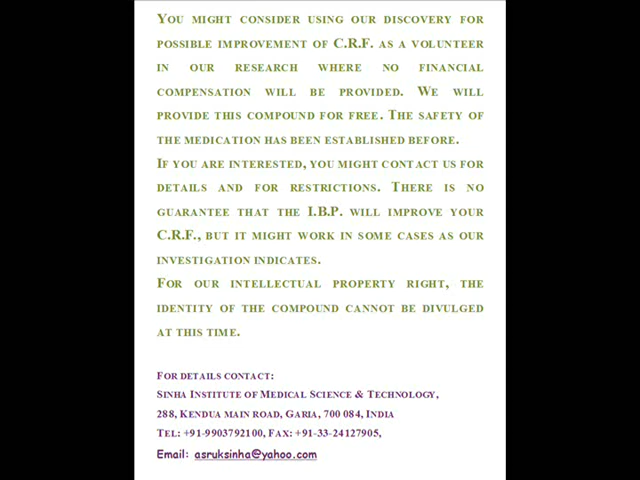 You might consider using our discovery for
possible improvement of C.R.F. as a volunteer
in our research where no financial
compensation will be provided. We will
provide this compound for free. The safety of
the medication has been established before.
If you are interested, you might contact us for
details and for restrictions. There is no
guarantee that the I.B.P. will improve your
C.R.F., but it might work in some cases as our
investigation indicates.
For our intellectual property right, the
identity of the compound cannot be divulged
at this time.
For details contact:
Sinha Institute of Medical Science & Technology,
288, Kendua main road, Garia, 700 084, India
Tel: +91-9903792100, Fax: +91-33-24127905,
Email: asruksinha@yahoo.com